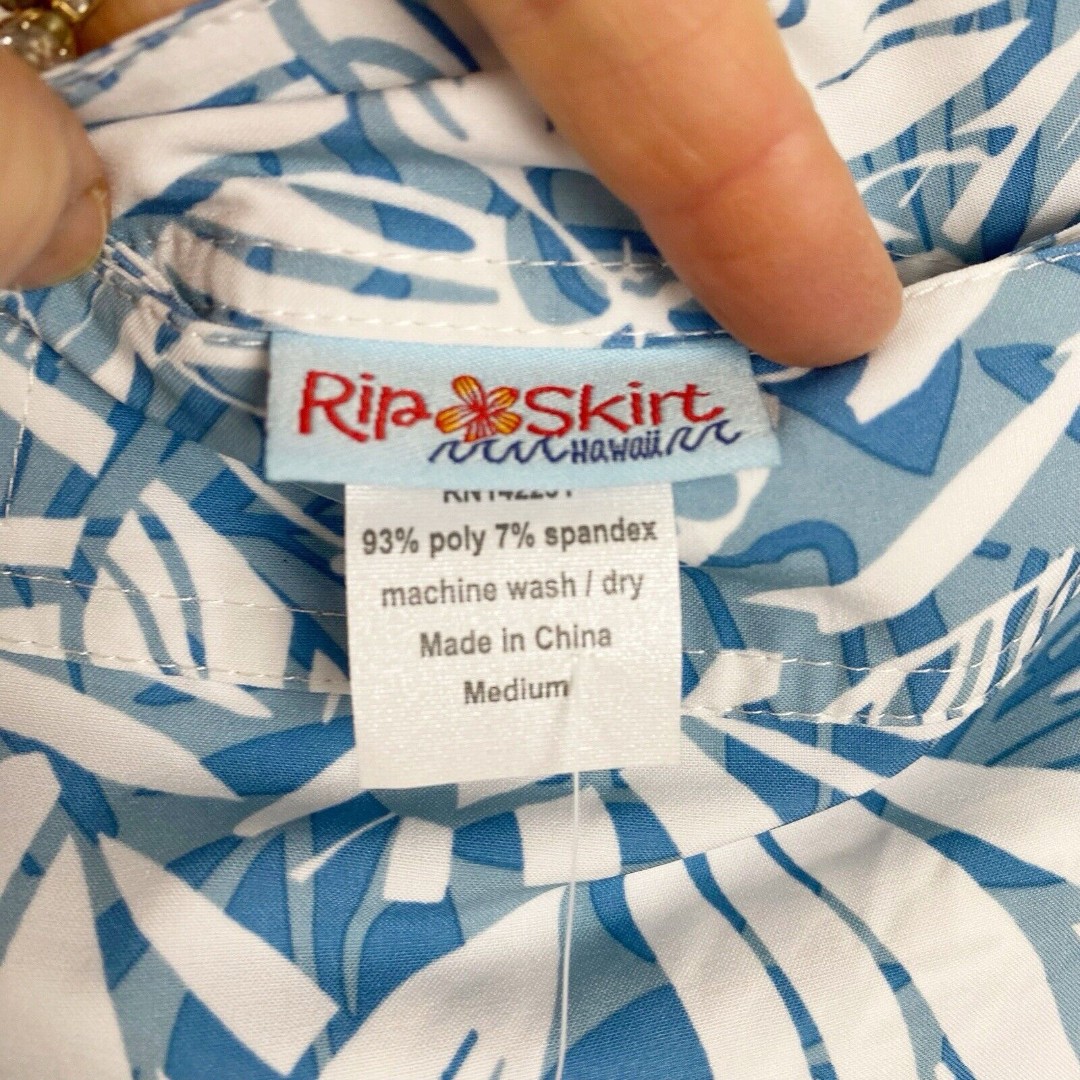 Rip Skirt
Hawaii
93% poly 7% spandex
machine wash / dry
Made in China
Medium